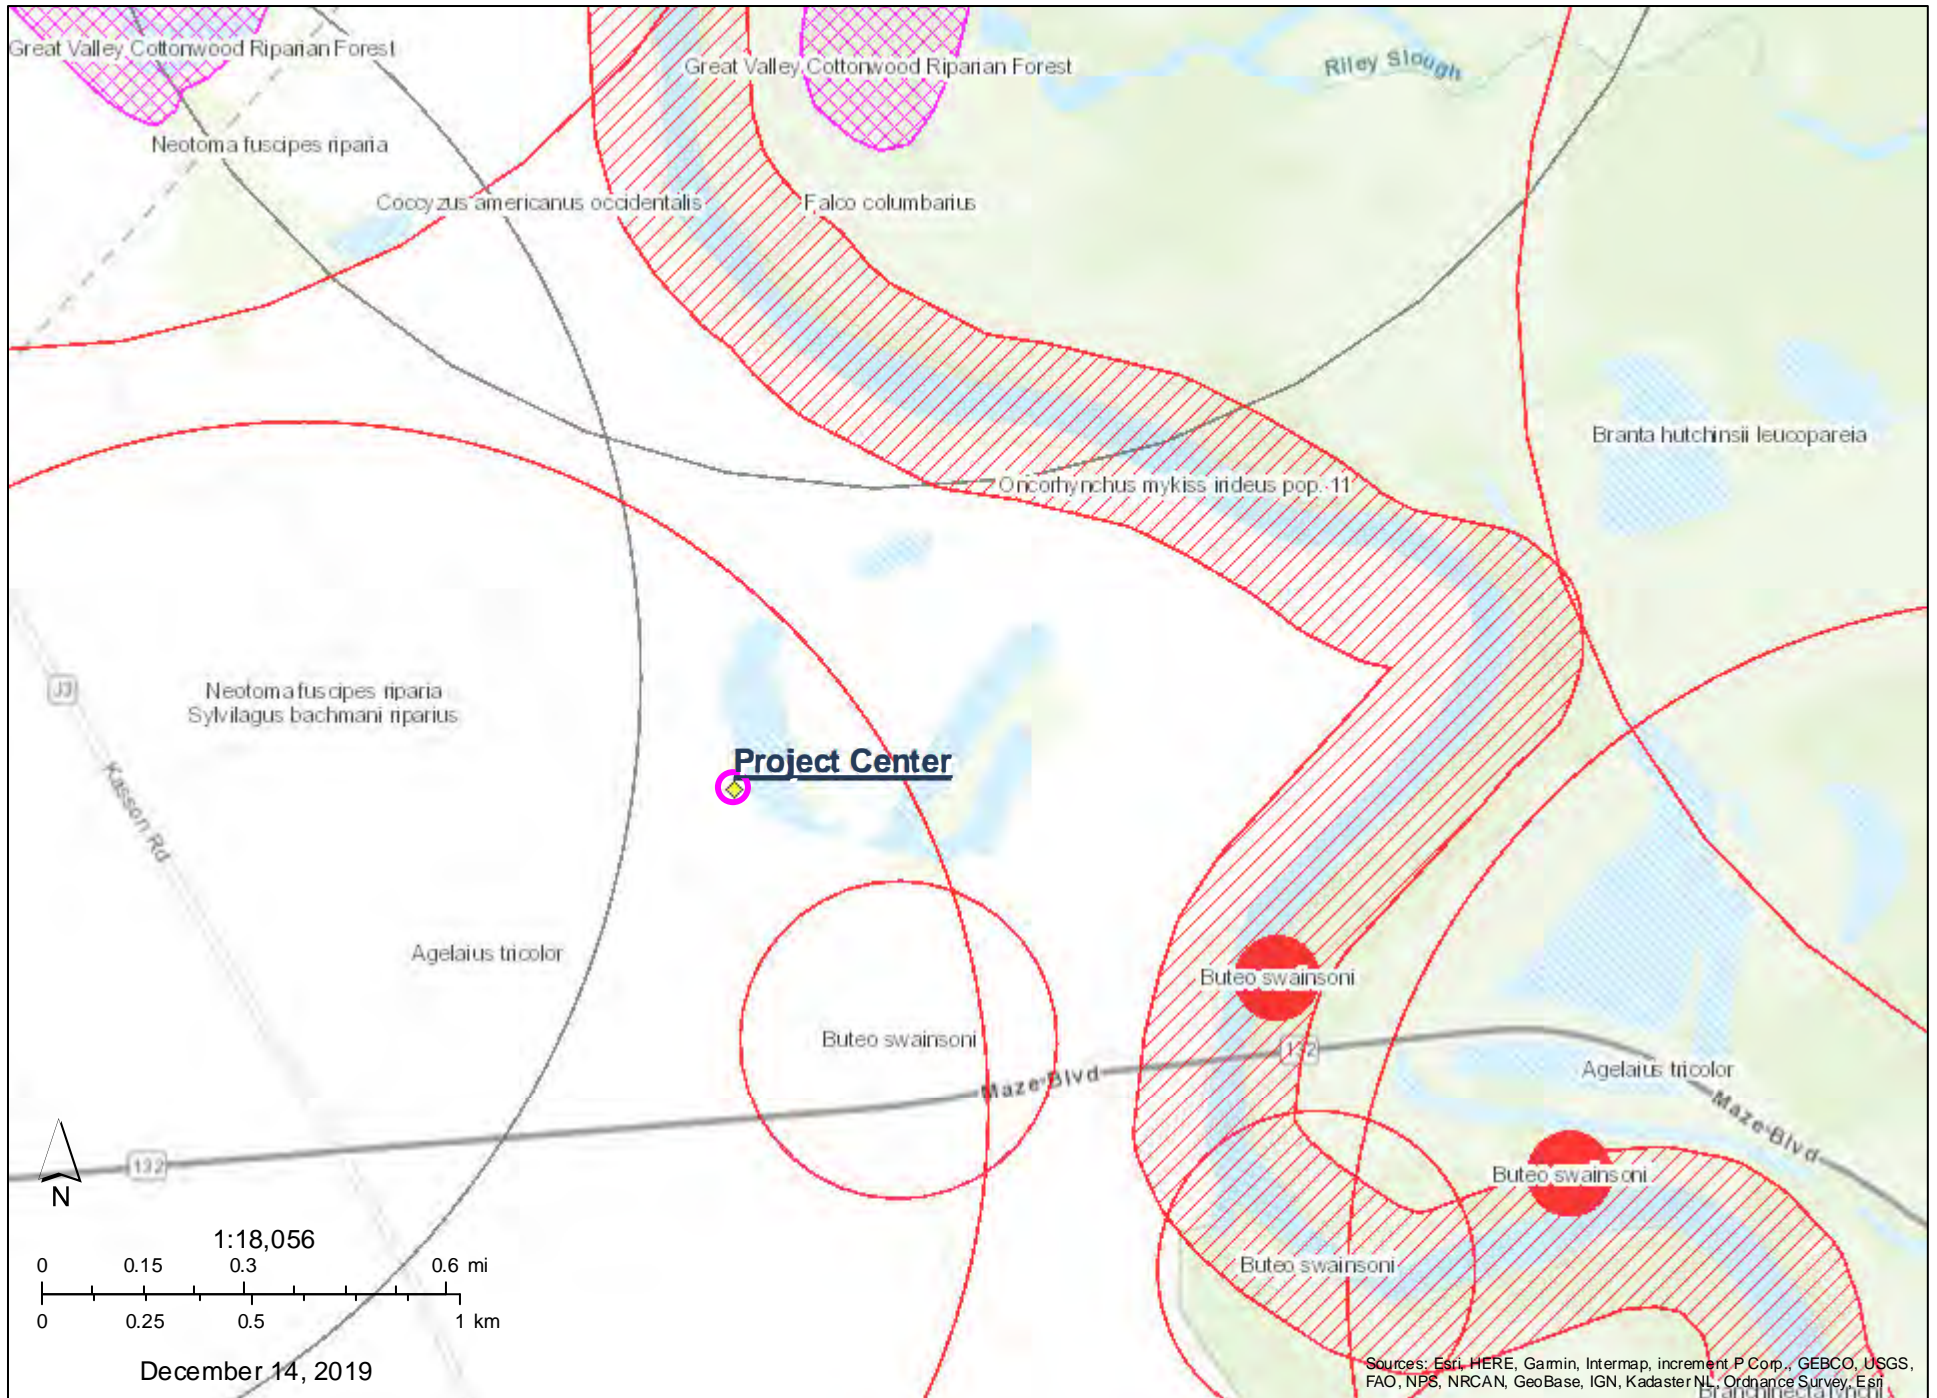 Great Valley Cottonwood Riparian Forest
Great Valley Cottonwood Riparian Forest
Riley Slough
Neotoma fuscipes riparia
Coccyzus americanus occidentalis
Falco columbarius
Branta hutchinsii leucopareia
Oncorhynchus mykiss irideus pop. 11
J3
Neotoma fuscipes riparia
Sylvilagus bachmani riparius
Project Center
Kasson Rd
Agelaius tricolor
Buteo swainsoni
Buteo swainsoni
132
Maze Blvd
Agelaius tricolor
Maze Blvd
132
Buteo swainsoni
Buteo swainsoni
N
1:18,056
0 0.15 0.3 0.6 mi
0 0.25 0.5 1 km
December 14, 2019
Sources: Esri, HERE, Garmin, Intermap, increment P Corp., GEBCO, USGS,
FAO, NPS, NRCAN, GeoBase, IGN, Kadaster NL, Ordnance Survey, Esri
Branchinecta